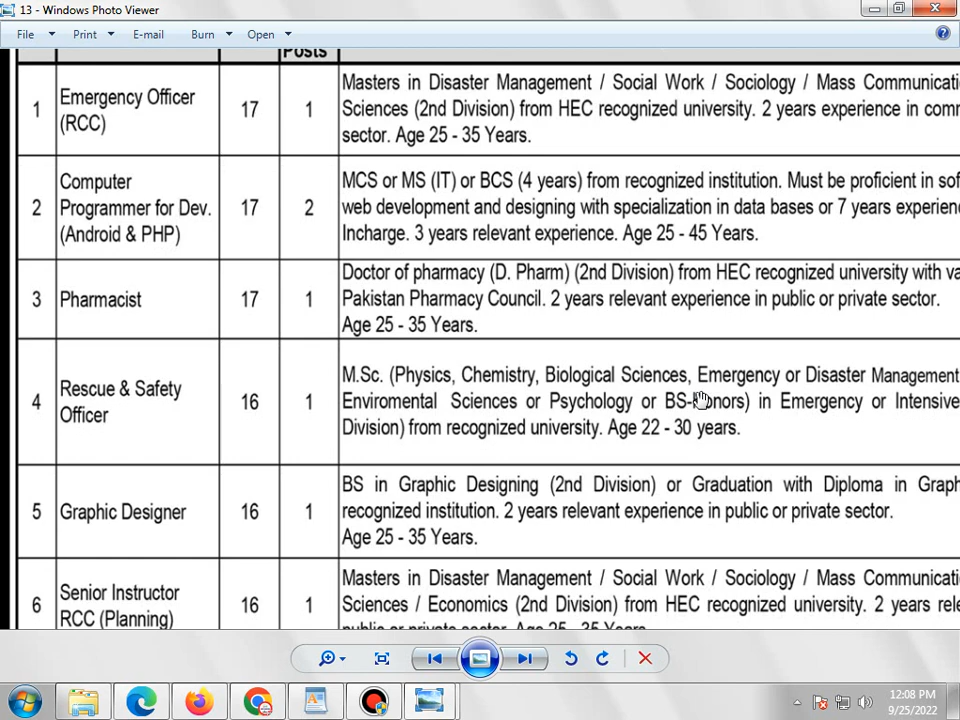 13 - Windows Photo Viewer
File Print E-mail Burn Open
Posts
1 Emergency Officer (RCC) 17 1
Masters in Disaster Management / Social Work / Sociology / Mass Communicati
Sciences (2nd Division) from HEC recognized university. 2 years experience in com
sector. Age 25 - 35 Years.
2 Computer Programmer for Dev. (Android & PHP) 17 2
MCS or MS (IT) or BCS (4 years) from recognized institution. Must be proficient in sof
web development and designing with specialization in data bases or 7 years experien
Incharge. 3 years relevant experience. Age 25 - 45 Years.
3 Pharmacist 17 1
Doctor of pharmacy (D. Pharm) (2nd Division) from HEC recognized university with va
Pakistan Pharmacy Council. 2 years relevant experience in public or private sector.
Age 25 - 35 Years.
4 Rescue & Safety Officer 16 1
M.Sc. (Physics, Chemistry, Biological Sciences, Emergency or Disaster Management
Enviromental Sciences or Psychology or BS-Honors) in Emergency or Intensive
Division) from recognized university. Age 22 - 30 years.
5 Graphic Designer 16 1
BS in Graphic Designing (2nd Division) or Graduation with Diploma in Graph
recognized institution. 2 years relevant experience in public or private sector.
Age 25 - 35 Years.
6 Senior Instructor RCC (Planning) 16 1
Masters in Disaster Management / Social Work / Sociology / Mass Communicati
Sciences / Economics (2nd Division) from HEC recognized university. 2 years rele
public or private sector. Age 25 - 35 Years.
12:08 PM
9/25/2022